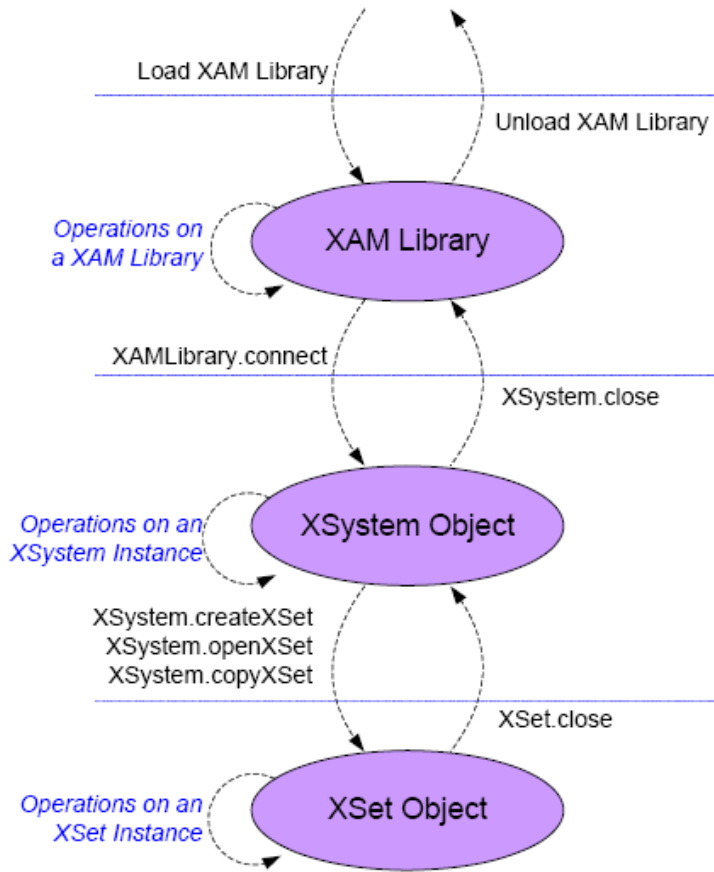 Load XAM Library
Unload XAM Library
XAM Library
Operations on
a XAM Library
XAMLibrary.connect
XSystem.close
XSystem Object
Operations on an
XSystem Instance
XSystem.createXSet
XSystem.openXSet
XSystem.copyXSet
XSet.close
XSet Object
Operations on an
XSet Instance